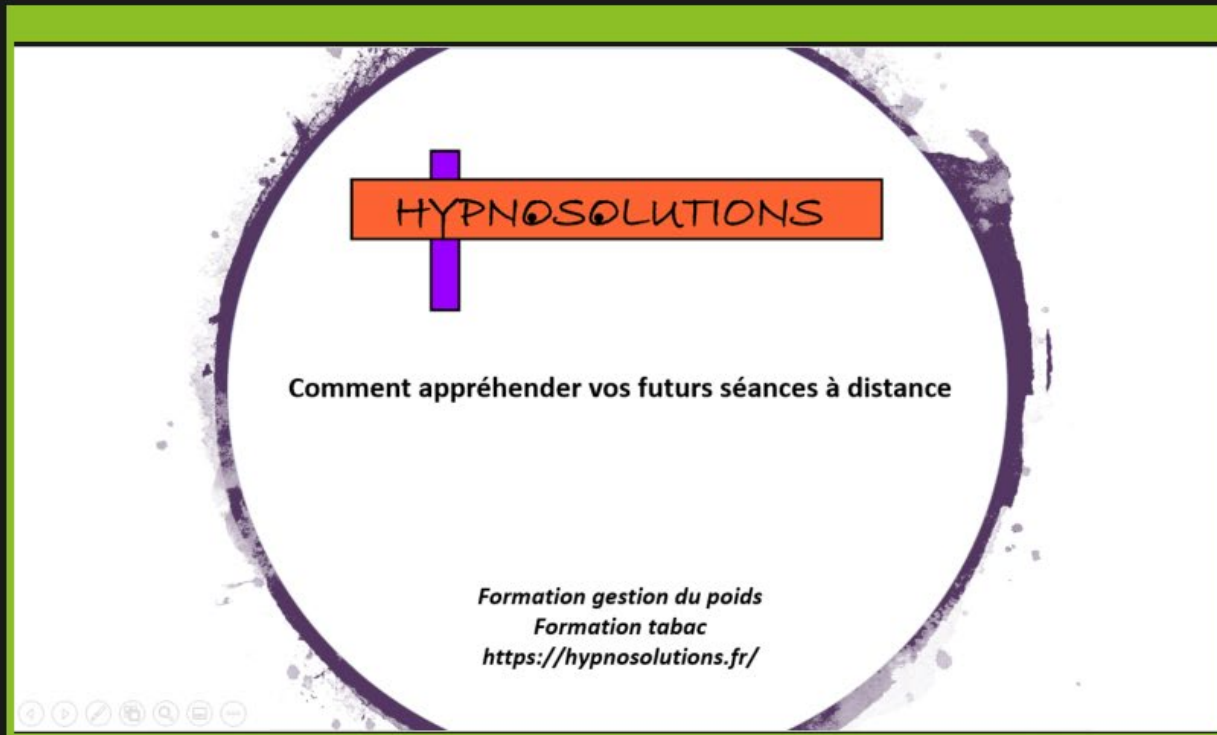 HYPNOSOLUTIONS
Comment appréhender vos futurs séances à distance
Formation gestion du poids
Formation tabac
https://hypnosolutions.fr/